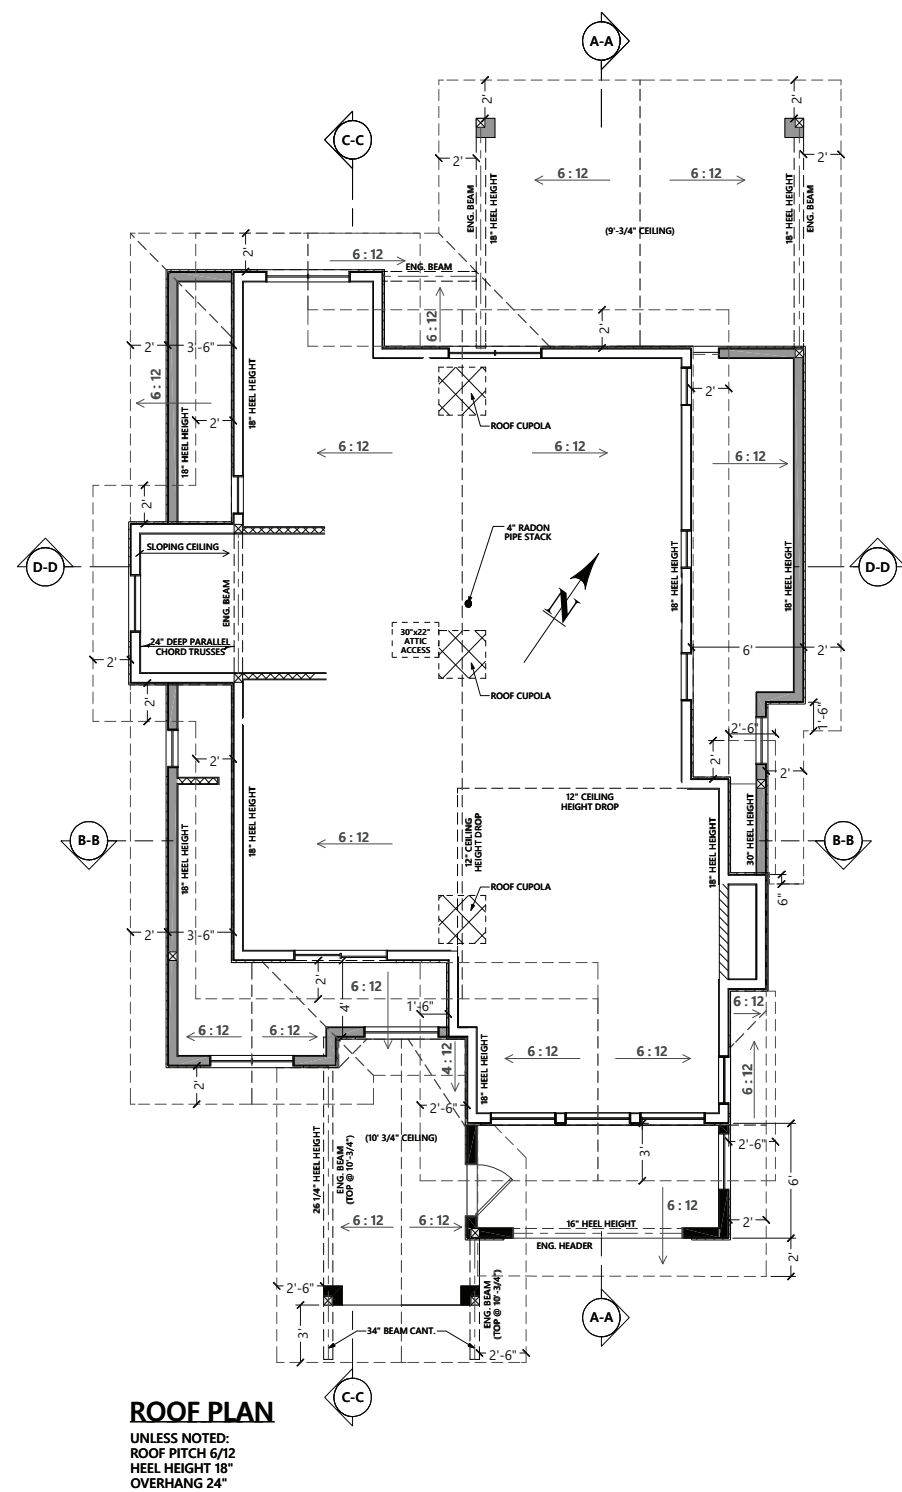 A-A
C-C
2'
2'
2'
2'
6 : 12
6 : 12
ENG. BEAM
18" HEEL HEIGHT
18" HEEL HEIGHT
ENG. BEAM
(9'-3/4" CEILING)
2'
6 : 12
ENG. BEAM
6 : 12
2'
2'
3'-6"
6 : 12
2'
18" HEEL HEIGHT
18" HEEL HEIGHT
2'
ROOF CUPOLA
6 : 12
6 : 12
6 : 12
2'
4" RADON
PIPE STACK
SLOPING CEILING
D-D
D-D
ENG. BEAM
18" HEEL HEIGHT
18" HEEL HEIGHT
N
30"x22"
ATTIC
ACCESS
24" DEEP PARALLEL
CHORD TRUSSES
2'
6'
2'
2'
ROOF CUPOLA
1'-6"
2'-6"
2'
2'
2'
12" CEILING
HEIGHT DROP
12" CEILING
HEIGHT DROP
18" HEEL HEIGHT
18" HEEL HEIGHT
18" HEEL HEIGHT
30" HEEL HEIGHT
B-B
6 : 12
B-B
ROOF CUPOLA
6"
2'
3'-6"
2'
6 : 12
4'
1'-6"
6 : 12
6 : 12
6 : 12
4 : 12
18" HEEL HEIGHT
6 : 12
6 : 12
6 : 12
2'
2'-6"
(10' 3/4" CEILING)
26 1/4" HEEL HEIGHT
ENG. BEAM
(TOP @ 10'-3/4")
3'
2'-6"
6'
6 : 12
6 : 12
6 : 12
16" HEEL HEIGHT
2'
ENG. HEADER
2'
2'-6"
ENG. BEAM
(TOP @ 10'-3/4")
3'
34" BEAM CANT.
A-A
2'-6"
C-C
ROOF PLAN
UNLESS NOTED:
ROOF PITCH 6/12
HEEL HEIGHT 18"
OVERHANG 24"